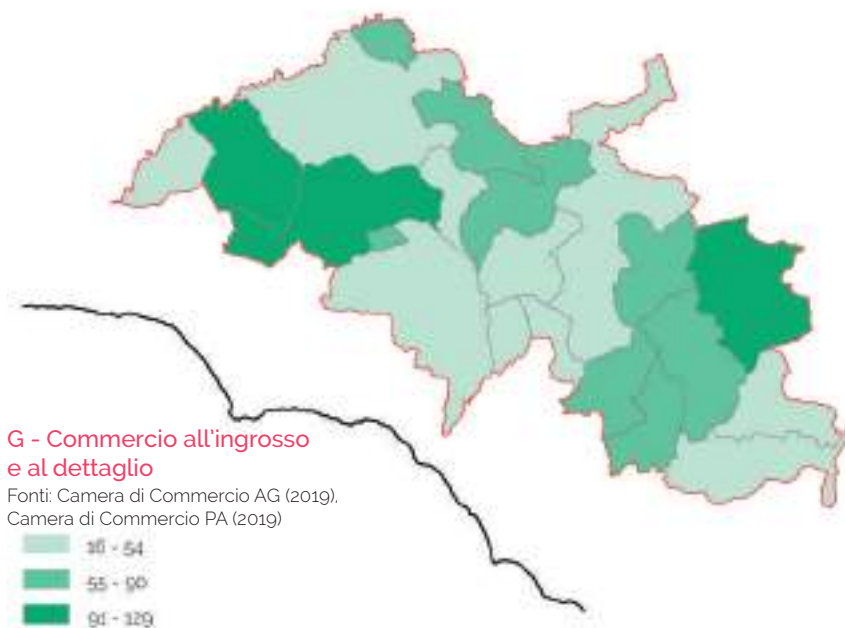 G - Commercio all'ingrosso
e al dettaglio
Fonti: Camera di Commercio AG (2019),
Camera di Commercio PA (2019)
16 - 54
55 - 90
91 - 129